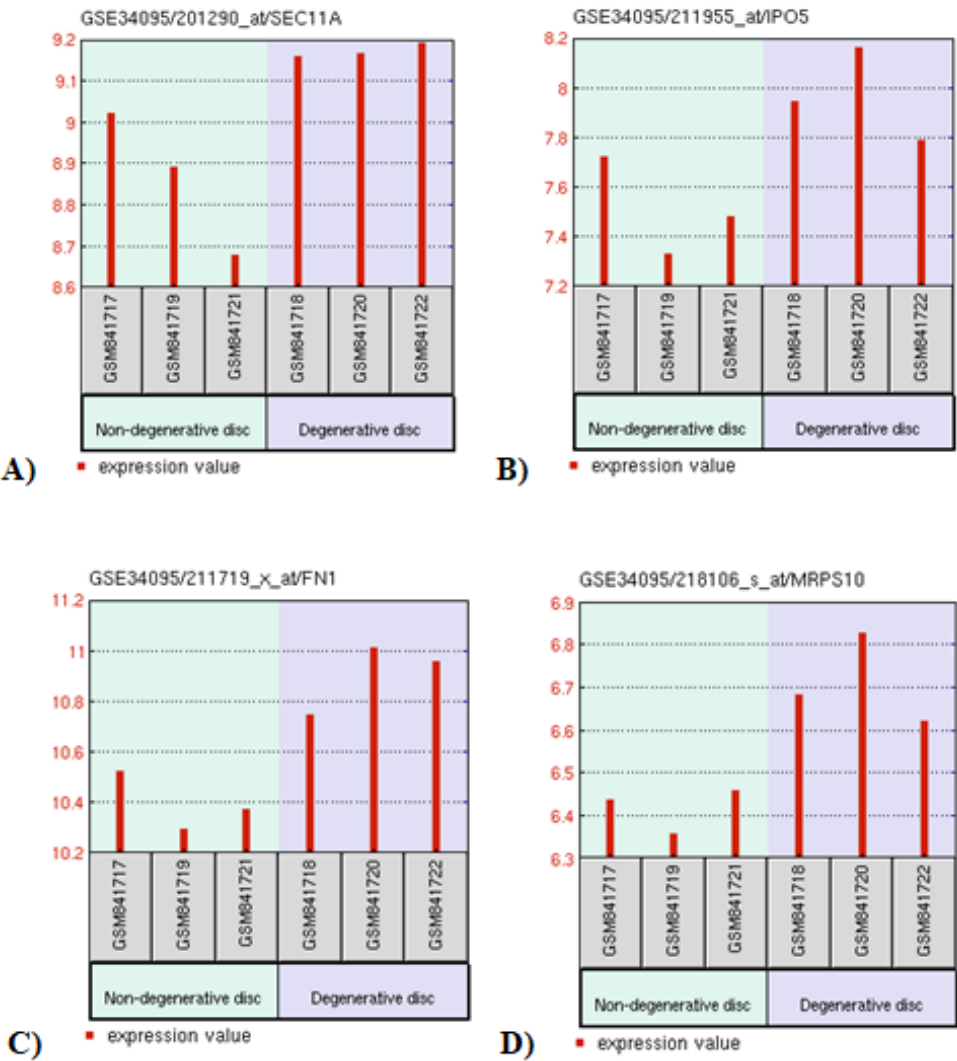 GSE34095/201290_at/SEC11A
9.2
9.1
9
8.9
8.8
8.7
8.6
GSM841717
GSM841719
GSM841721
GSM841718
GSM841720
GSM841722
Non-degenerative disc
Degenerative disc
expression value
A)
GSE34095/211955_at/IPO5
8.2
8
7.8
7.6
7.4
7.2
GSM841717
GSM841719
GSM841721
GSM841718
GSM841720
GSM841722
Non-degenerative disc
Degenerative disc
expression value
B)
GSE34095/211719_x_at/FN1
11.2
11
10.8
10.6
10.4
10.2
GSM841717
GSM841719
GSM841721
GSM841718
GSM841720
GSM841722
Non-degenerative disc
Degenerative disc
expression value
C)
GSE34095/218106_s_at/MRPS10
6.9
6.8
6.7
6.6
6.5
6.4
6.3
GSM841717
GSM841719
GSM841721
GSM841718
GSM841720
GSM841722
Non-degenerative disc
Degenerative disc
expression value
D)